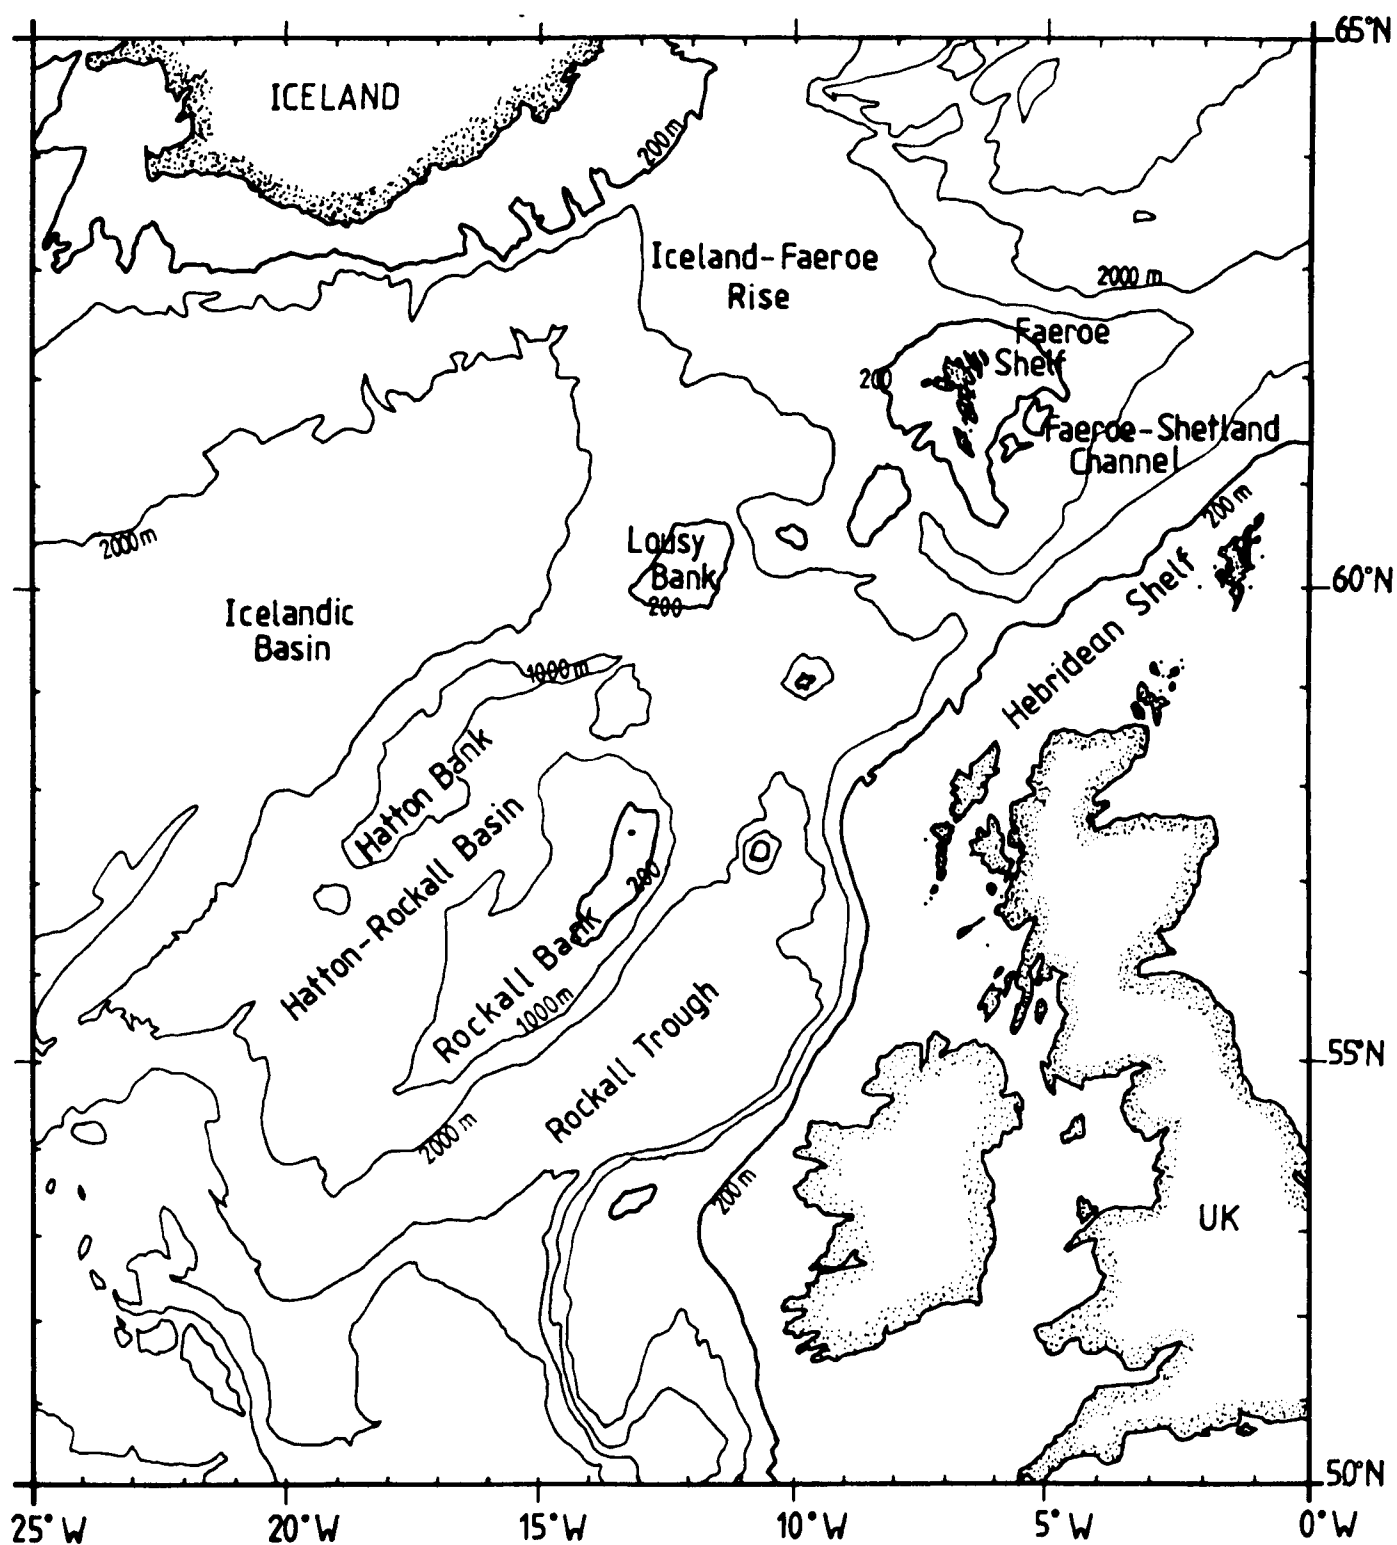 65°N
ICELAND
200m
Iceland-Faeroe
Rise
2000 m
Faeroe
Shelf
200
Faeroe-Shetland
Channel
200 m
2000m
Lousy
Bank
200
Hebridean Shelf
60°N
Icelandic
Basin
1000m
Hatton Bank
Hatton-Rockall Basin
200
Rockall Bank
1000m
Rockall Trough
55°N
2000m
200m
UK
50°N
25°W
20°W
15°W
10°W
5°W
0°W